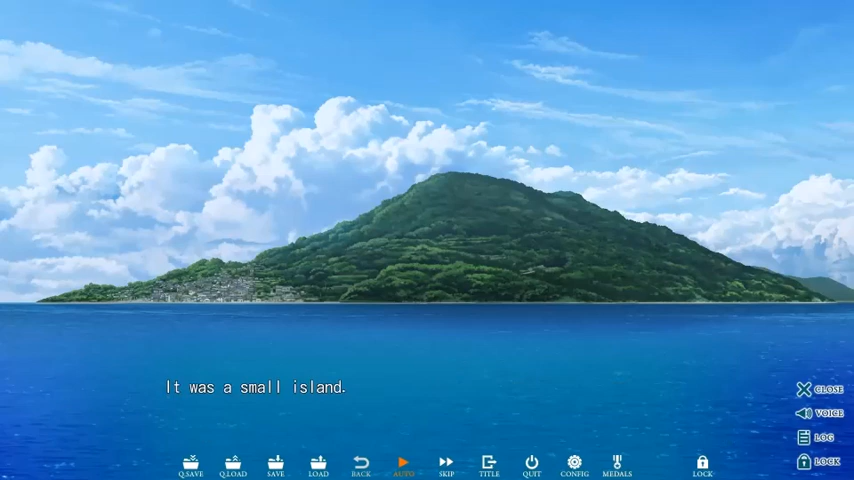 It was a small island.
CLOSE
VOICE
LOG
LOCK
Q.SAVE Q.LOAD SAVE LOAD BACK AUTO SKIP TITLE QUIT CONFIG MEDALS LOCK